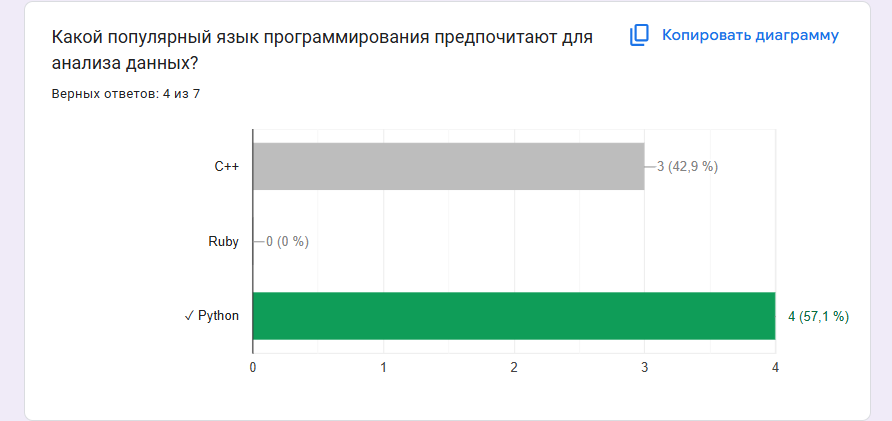 Какой популярный язык программирования предпочитают для
анализа данных?
Копировать диаграмму
Верных ответов: 4 из 7
C++
3 (42,9 %)
Ruby
0 (0 %)
✓ Python
4 (57,1 %)
0 1 2 3 4